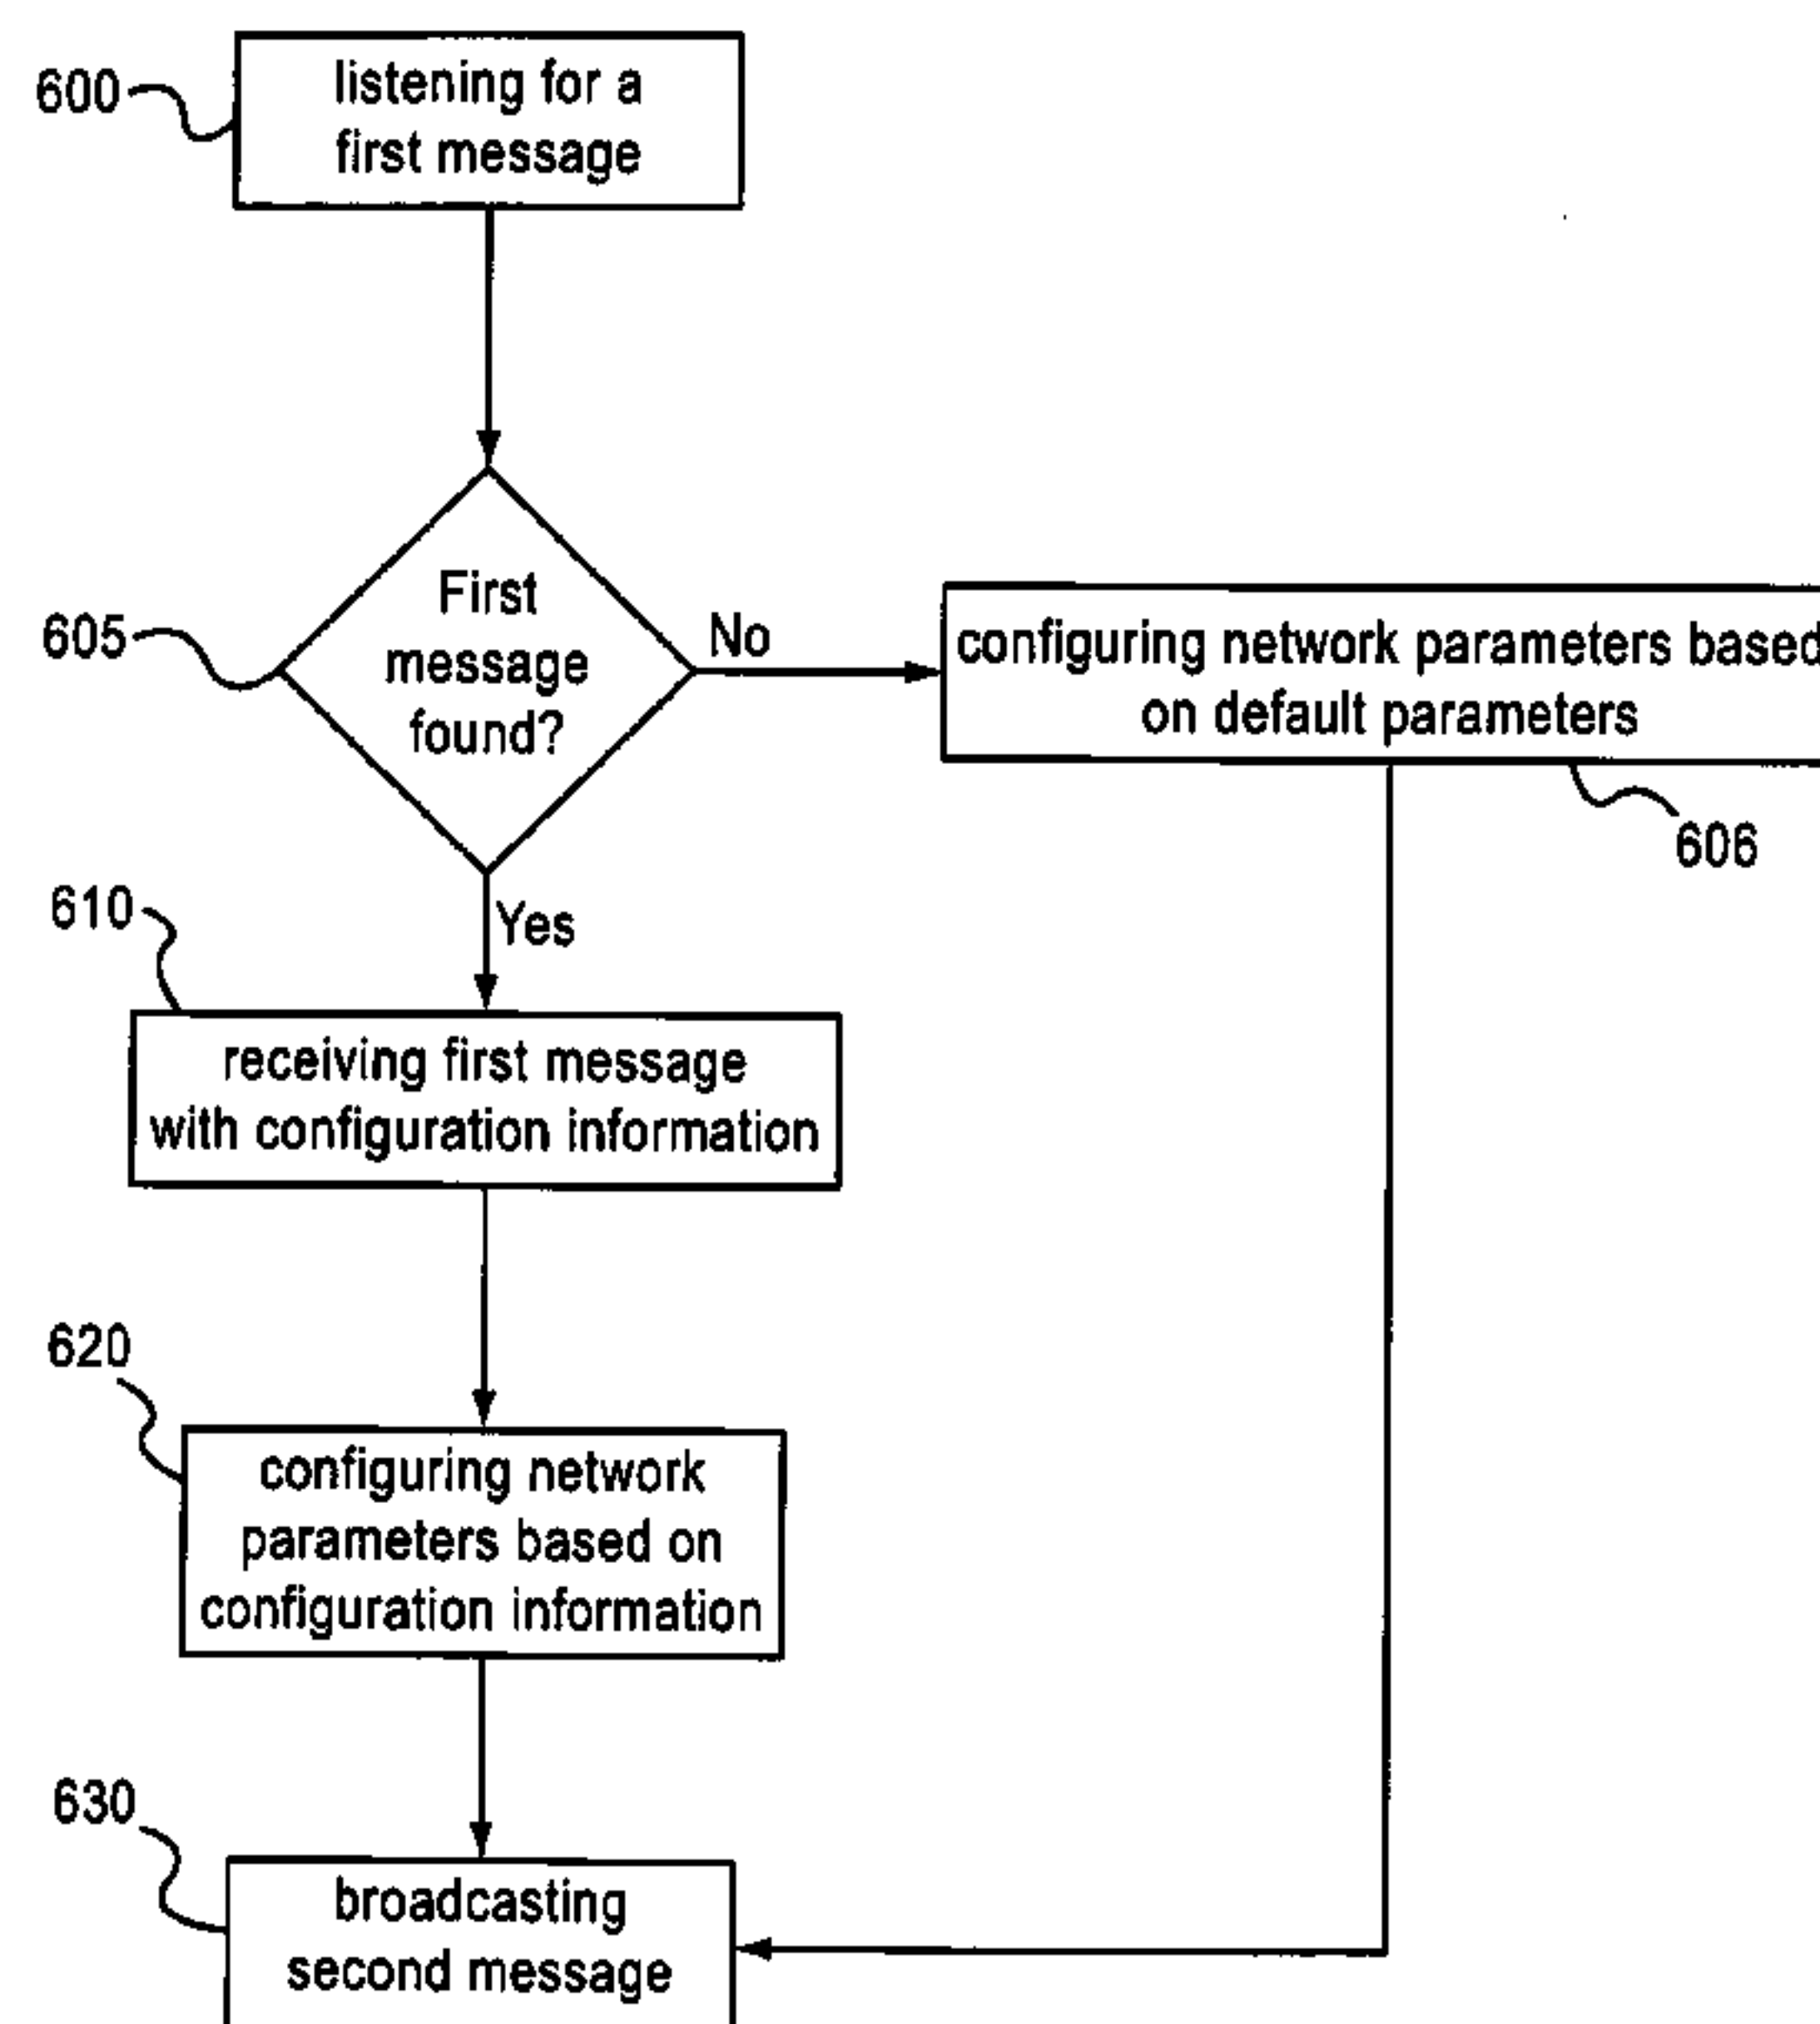 600
listening for a
first message
605
First
message
found?
No
configuring network parameters based
on default parameters
606
Yes
610
receiving first message
with configuration information
620
configuring network
parameters based on
configuration information
630
broadcasting
second message